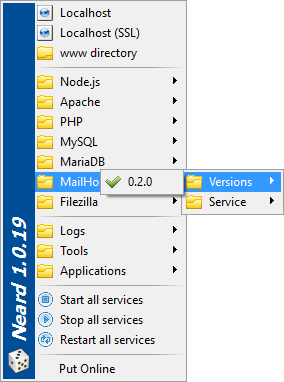 Localhost
Localhost (SSL)
www directory
Node.js
Apache
PHP
MySQL
MariaDB
MailHo
0.2.0
Versions
Filezilla
Service
Logs
Tools
Applications
Start all services
Stop all services
Restart all services
Put Online
Neard 1.0.19